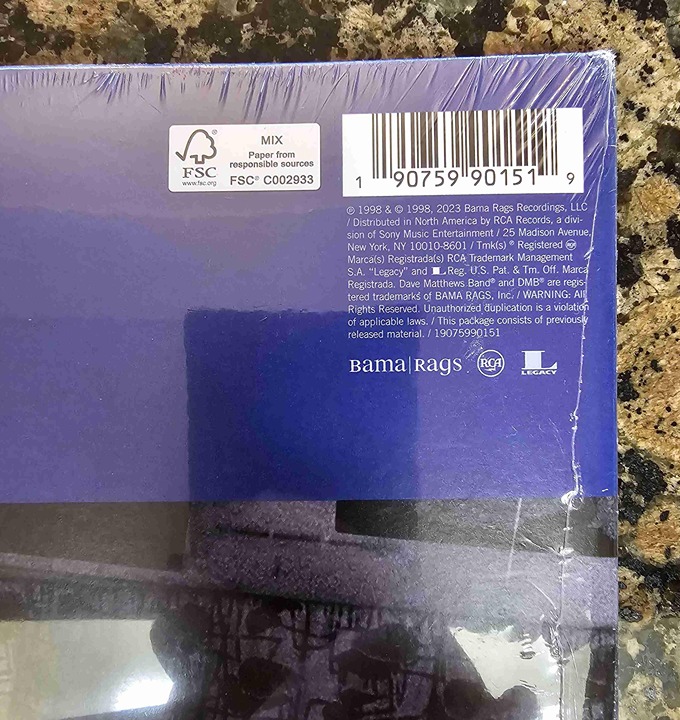 MIX
Paper from
responsible sources
FSC® C002933
FSC
www.fsc.org
1 90759 90151 9
℗ 1998 & © 1998, 2023 Bama Rags Recordings, LLC
/ Distributed in North America by RCA Records, a divi-
sion of Sony Music Entertainment / 25 Madison Avenue,
New York, NY 10010-8601 / Tmk(s) ® Registered
Marca(s) Registrada(s) RCA Trademark Management
S.A. "Legacy" and L Reg. U.S. Pat. & Tm. Off. Marca
Registrada. Dave Matthews Band® and DMB® are regis-
tered trademarks of BAMA RAGS, Inc. / WARNING: All
Rights Reserved. Unauthorized duplication is a violation
of applicable laws. / This package consists of previously
released material. / 19075990151
Bama|Rags RCA L LEGACY